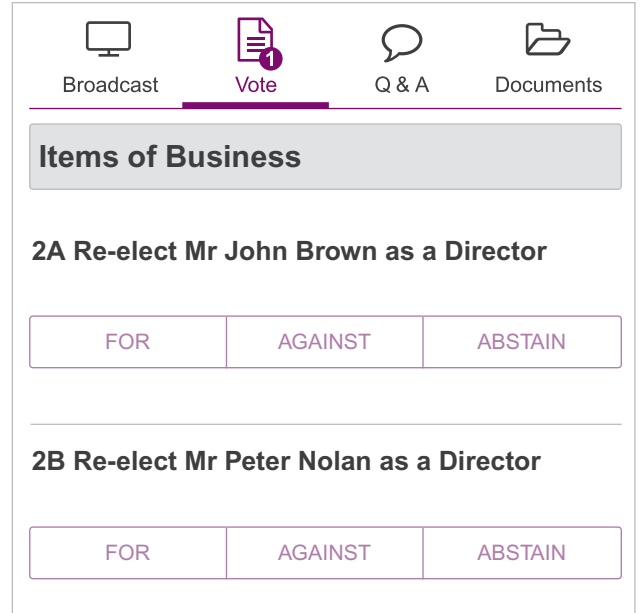 1
Broadcast Vote Q & A Documents
Items of Business
2A Re-elect Mr John Brown as a Director
FOR AGAINST ABSTAIN
2B Re-elect Mr Peter Nolan as a Director
FOR AGAINST ABSTAIN